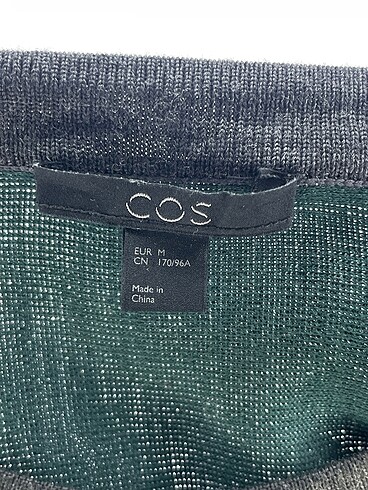 COS
EUR M
CN 170/96A
Made in
China